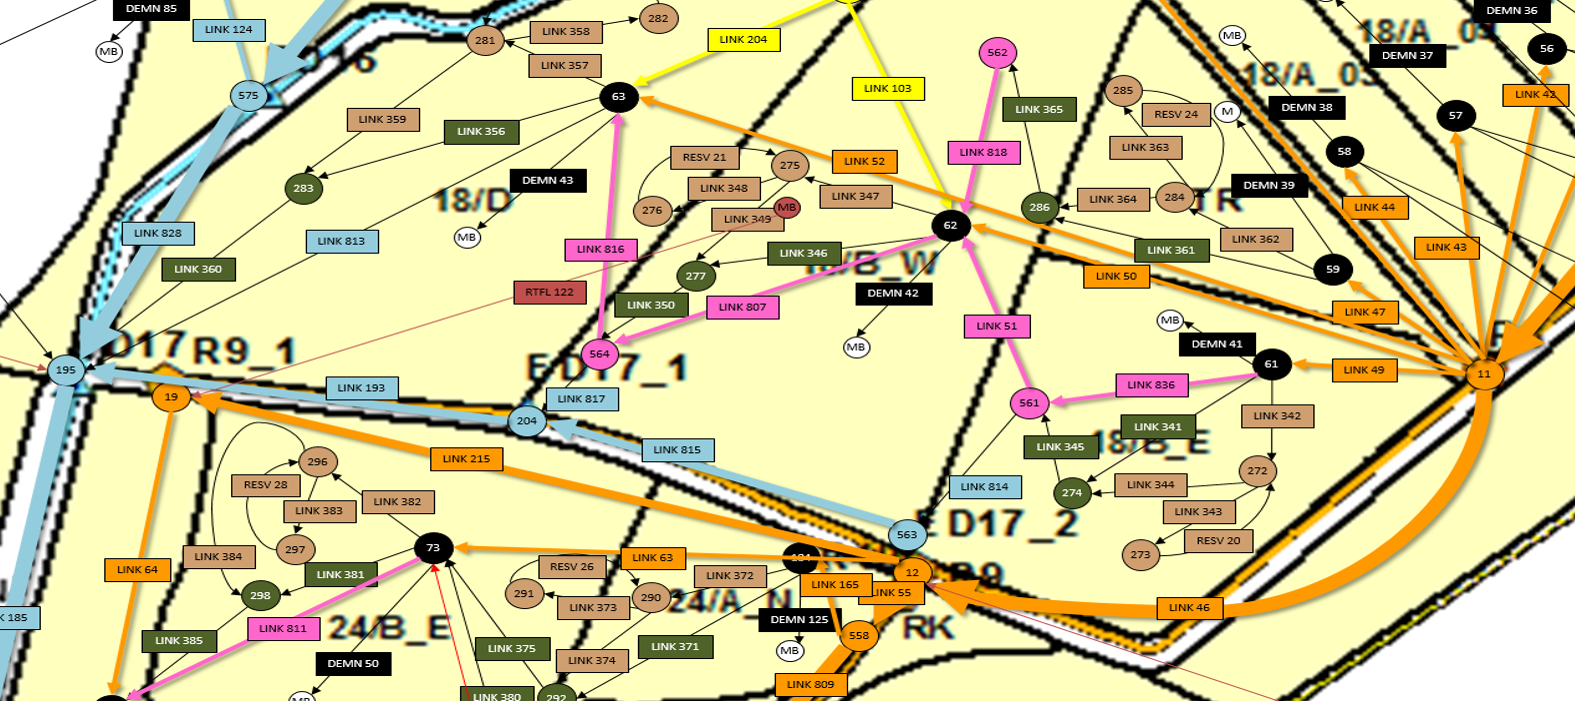 DEMN 85
MB
LINK 124
575
281
LINK 358
282
LINK 357
LINK 204
63
LINK 359
LINK 356
283
18/D
DEMN 43
MB
LINK 828
LINK 360
LINK 813
LINK 103
562
LINK 365
LINK 818
LINK 52
RESV 21
275
LINK 348
276
LINK 349
MB
LINK 347
62
LINK 816
LINK 346
277
RTFL 122
LINK 350
LINK 807
DEMN 42
MB
564
285
RESV 24
M
LINK 363
284
LINK 364
286
TR
LINK 362
LINK 361
59
LINK 50
LINK 51
18/A_03
DEMN 36
56
DEMN 37
MB
DEMN 38
LINK 42
57
58
DEMN 39
LINK 44
LINK 43
LINK 47
11
MB
DEMN 41
61
LINK 49
LINK 836
561
LINK 342
LINK 341
18/B_E
LINK 345
274
LINK 344
272
LINK 343
RESV 20
273
195
R9_1
19
LINK 193
LINK 817
204
LINK 815
LINK 215
LINK 814
D17_2
563
12
LINK 46
296
RESV 28
LINK 383
LINK 382
297
LINK 384
73
LINK 381
298
LINK 64
LINK 385
LINK 811
24/B_E
DEMN 50
LINK 63
RESV 26
291
LINK 373
290
LINK 372
24/A_N
LINK 165
LINK 55
DEMN 125
MB
558
RK
LINK 375
LINK 374
LINK 371
LINK 380
292
LINK 809